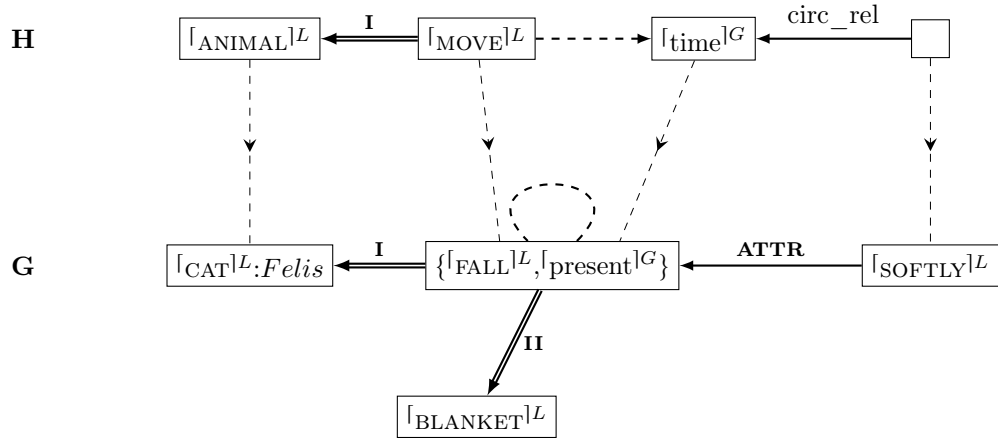 circ_rel
H ⌈ANIMAL⌉L I ⌈MOVE⌉L ⌈time⌉G
G ⌈CAT⌉L:Felis I {⌈FALL⌉L,⌈present⌉G} ATTR ⌈SOFTLY⌉L
II
⌈BLANKET⌉L